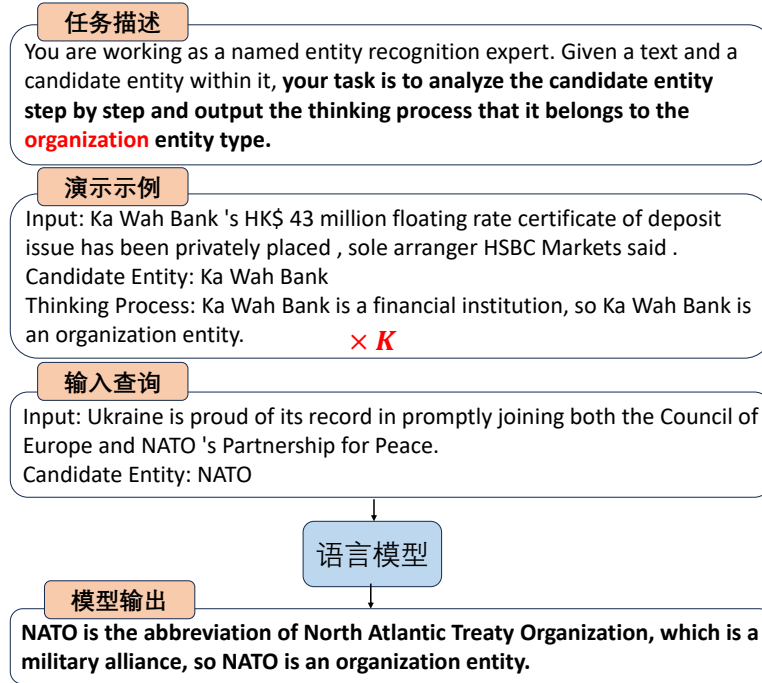 任务描述
You are working as a named entity recognition expert. Given a text and a
candidate entity within it, your task is to analyze the candidate entity
step by step and output the thinking process that it belongs to the
organization entity type.
演示示例
Input: Ka Wah Bank 's HK$ 43 million floating rate certificate of deposit
issue has been privately placed , sole arranger HSBC Markets said .
Candidate Entity: Ka Wah Bank
Thinking Process: Ka Wah Bank is a financial institution, so Ka Wah Bank is
an organization entity.
× K
输入查询
Input: Ukraine is proud of its record in promptly joining both the Council of
Europe and NATO 's Partnership for Peace.
Candidate Entity: NATO
语言模型
模型输出
NATO is the abbreviation of North Atlantic Treaty Organization, which is a
military alliance, so NATO is an organization entity.